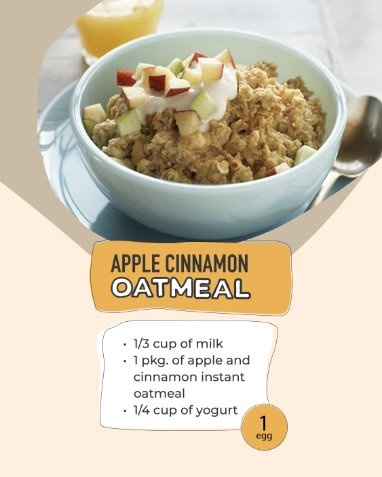 APPLE CINNAMON
OATMEAL
• 1/3 cup of milk
• 1 pkg. of apple and
cinnamon instant
oatmeal
• 1/4 cup of yogurt
1
egg